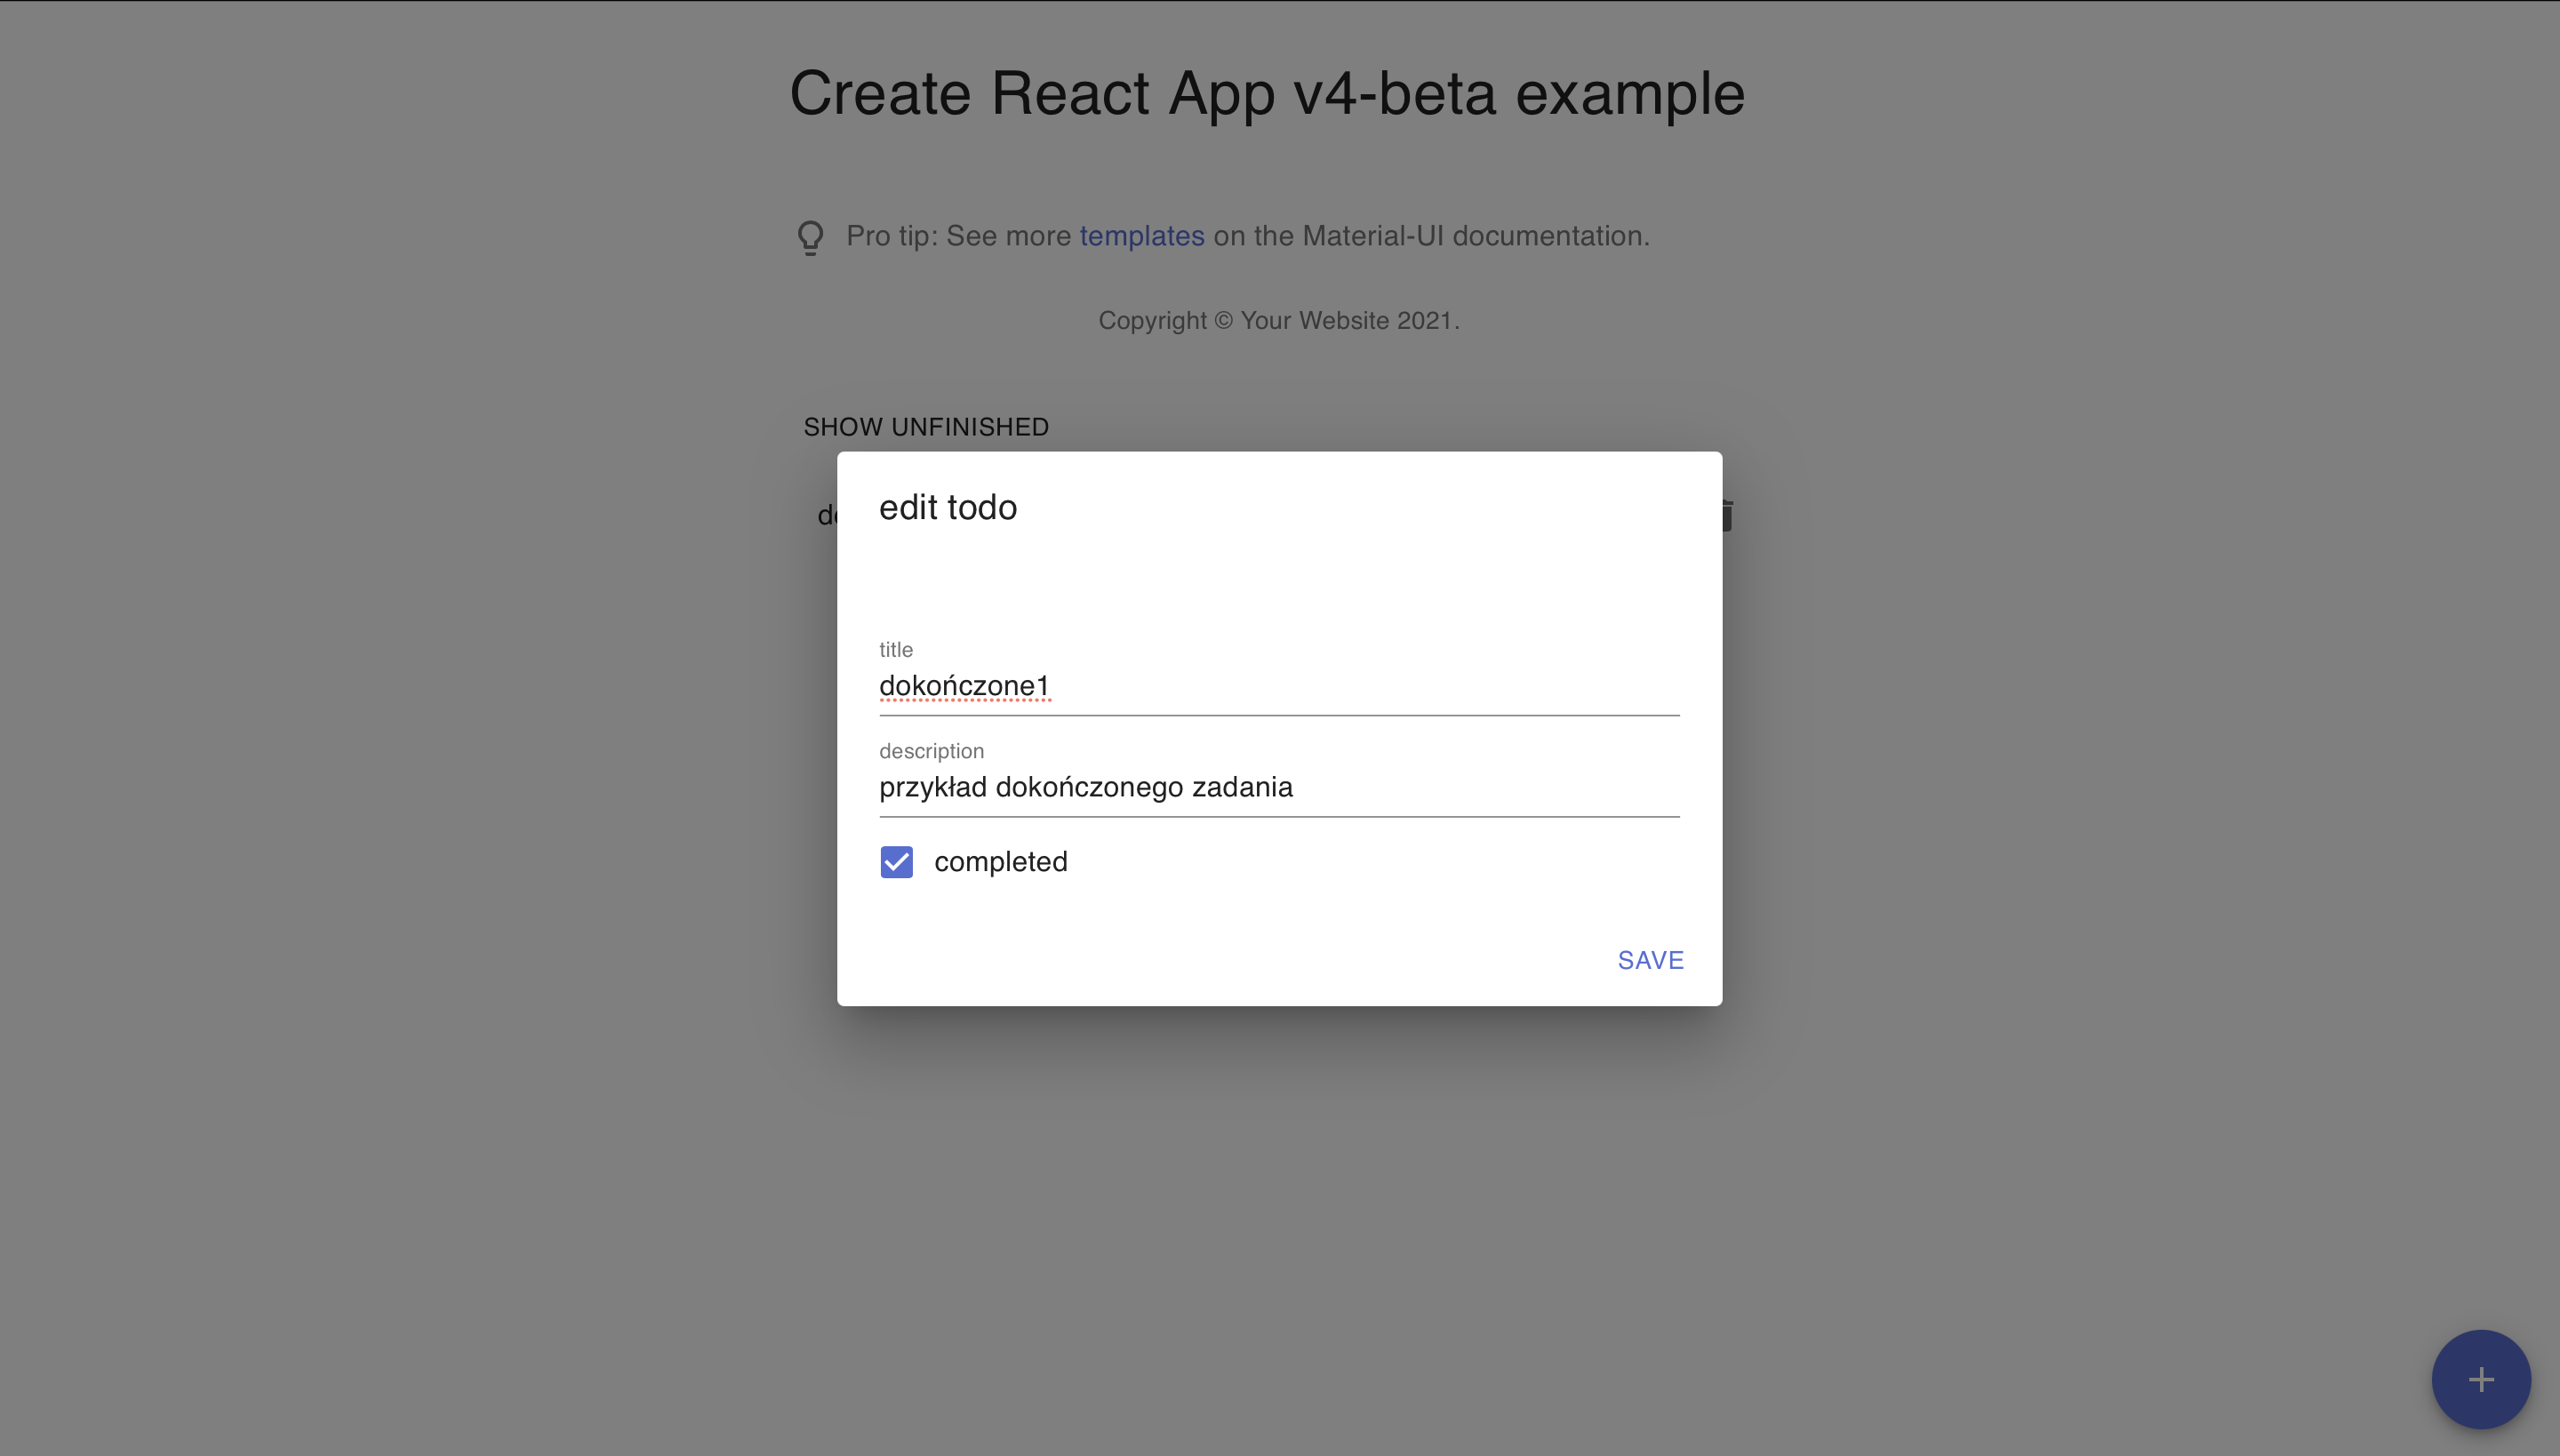 Create React App v4-beta example
Pro tip: See more templates on the Material-UI documentation.
Copyright © Your Website 2021.
SHOW UNFINISHED
edit todo
title
dokończone1
description
przykład dokończonego zadania
completed
SAVE